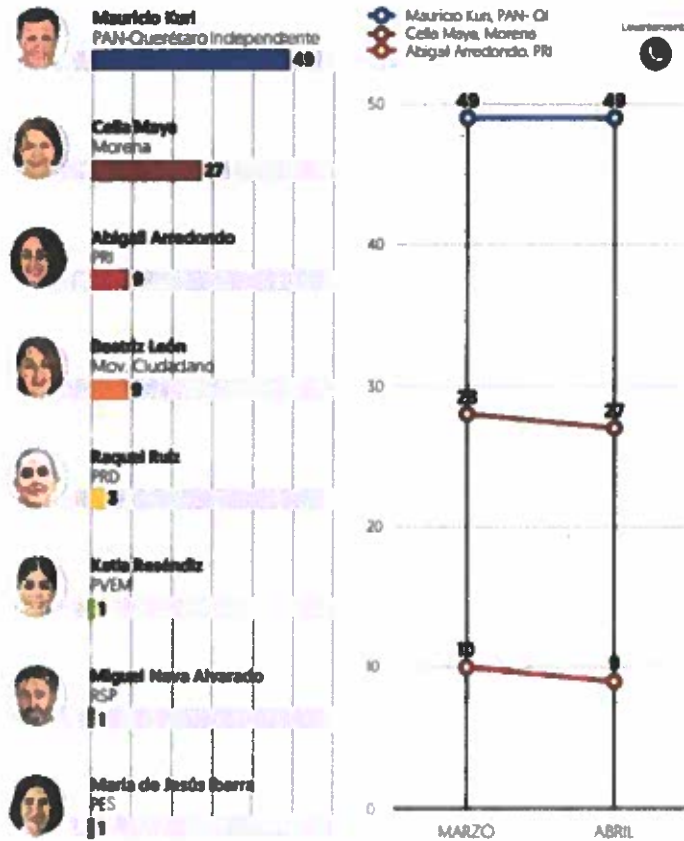 Mauricio Kuri
PAN-Querétaro Independiente
49
Celia Maya
Morena
27
Abigail Arredondo
PRI
9
Beatriz León
Mov. Ciudadano
9
Raquel Ruiz
PRD
3
Katia Reséndiz
PVEM
1
Miguel Nava Alvarado
RSP
1
María de Jesús Ibarra
PES
1
Mauricio Kuri, PAN- QI
Celia Maya, Morena
Abigail Arredondo, PRI
50
49 49
40
30
28 27
20
10
10 9
0
MARZO ABRIL